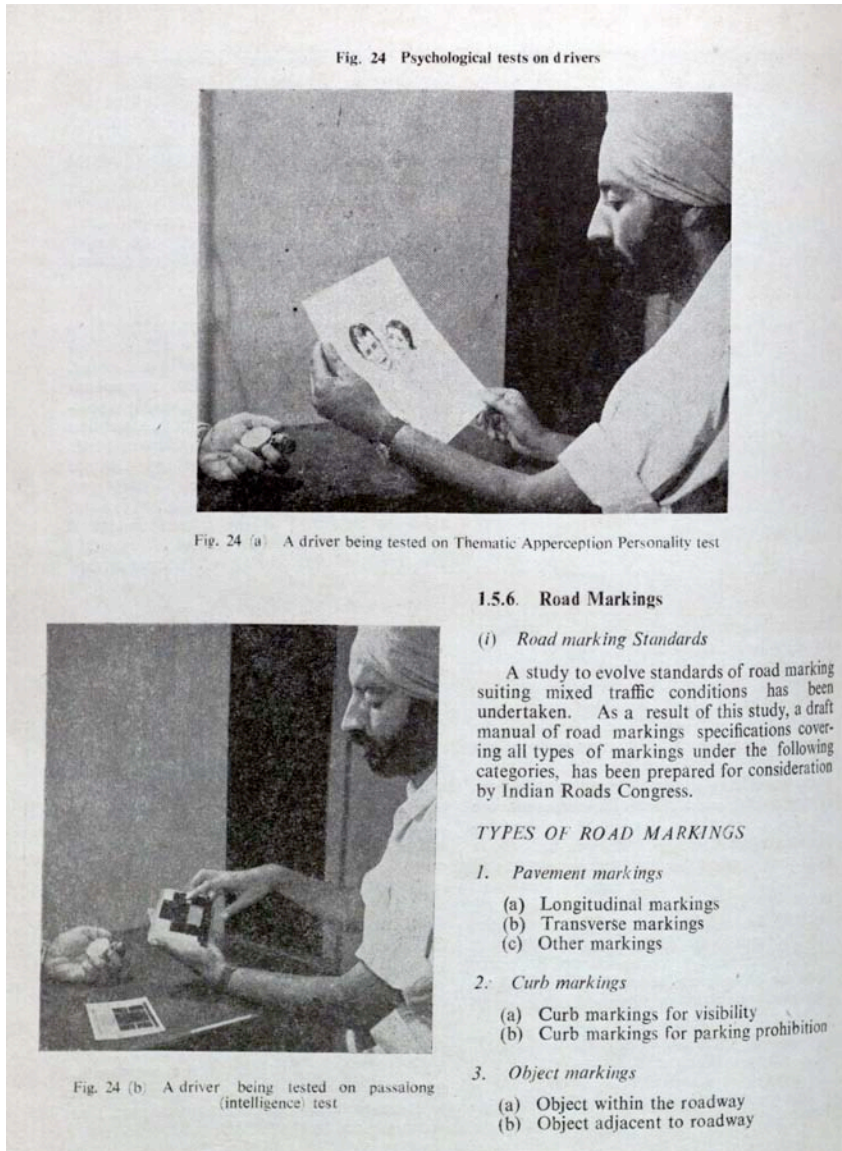 Fig. 24 Psychological tests on drivers
Fig. 24 (a) A driver being tested on Thematic Apperception Personality test
Fig. 24 (b) A driver being tested on passalong
(intelligence) test
1.5.6. Road Markings
(i) Road marking Standards
A study to evolve standards of road marking
suiting mixed traffic conditions has been
undertaken. As a result of this study, a draft
manual of road markings specifications cover-
ing all types of markings under the following
categories, has been prepared for consideration
by Indian Roads Congress.
TYPES OF ROAD MARKINGS
1. Pavement markings
(a) Longitudinal markings
(b) Transverse markings
(c) Other markings
2. Curb markings
(a) Curb markings for visibility
(b) Curb markings for parking prohibition
3. Object markings
(a) Object within the roadway
(b) Object adjacent to roadway